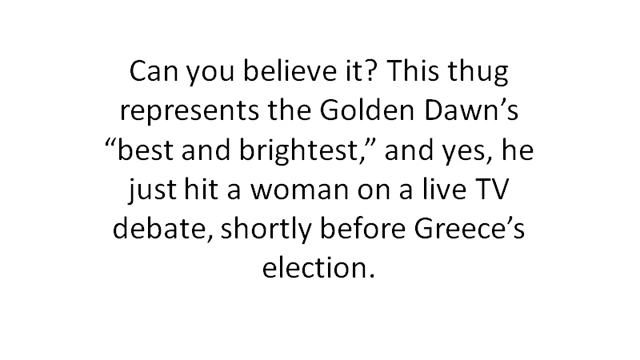 Can you believe it? This thug
represents the Golden Dawn’s
“best and brightest,” and yes, he
just hit a woman on a live TV
debate, shortly before Greece’s
election.